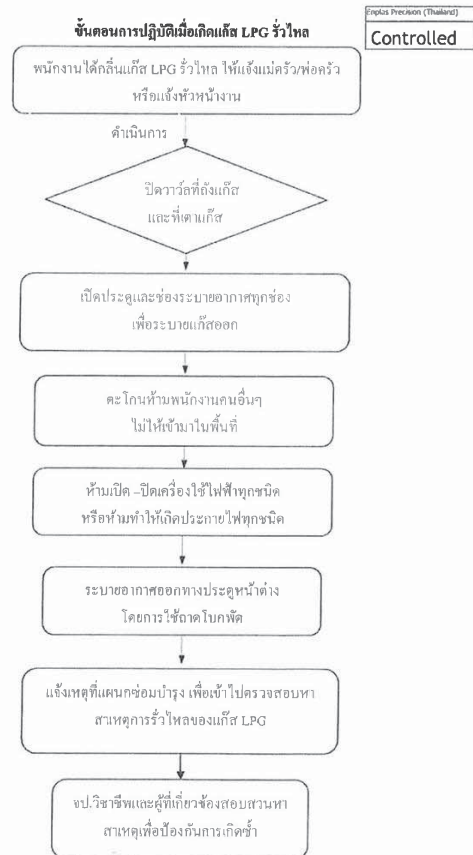 Enplas Precision (Thailand)
Controlled
ขั้นตอนการปฏิบัติเมื่อเกิดแก๊ส LPG รั่วไหล
พนักงานได้กลิ่นแก๊ส LPG รั่วไหล ให้แจ้งแม่ครัว/พ่อครัว
หรือแจ้งหัวหน้างาน
ดำเนินการ
ปิดวาว์ลที่ถังแก๊ส
และที่เตาแก๊ส
เปิดประตูและช่องระบายอากาศทุกช่อง
เพื่อระบายแก๊สออก
ตะโกนห้ามพนักงานคนอื่นๆ
ไม่ให้เข้ามาในพื้นที่
ห้ามเปิด –ปิดเครื่องใช้ไฟฟ้าทุกชนิด
หรือห้ามทำให้เกิดประกายไฟทุกชนิด
ระบายอากาศออกทางประตูหน้าต่าง
โดยการใช้ถาดโบกพัด
แจ้งเหตุที่แผนกซ่อมบำรุง เพื่อเข้าไปตรวจสอบหา
สาเหตุการรั่วไหลของแก๊ส LPG
จป.วิชาชีพและผู้ที่เกี่ยวข้องสอบสวนหา
สาเหตุเพื่อป้องกันการเกิดซ้ำ